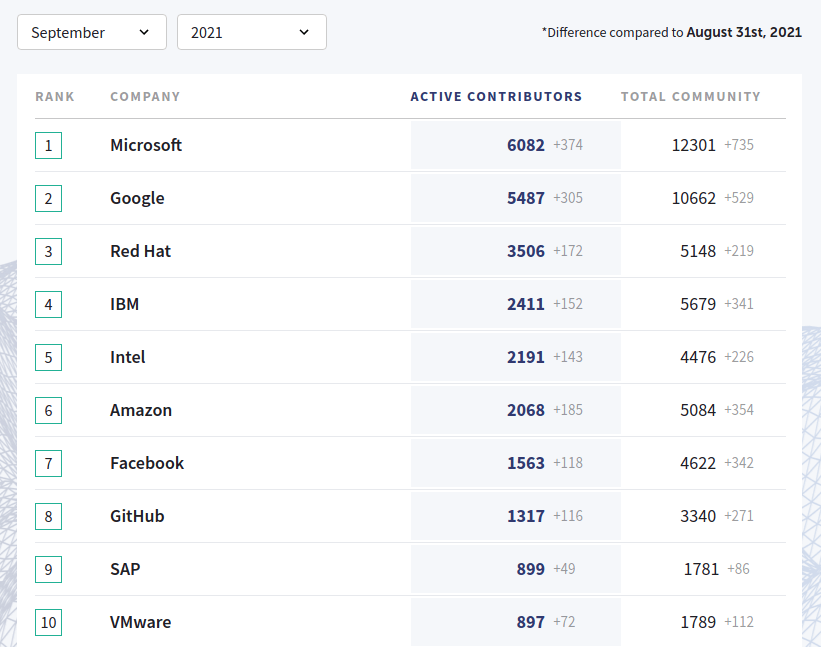 September 2021 *Difference compared to August 31st, 2021
RANK COMPANY ACTIVE CONTRIBUTORS TOTAL COMMUNITY
1 Microsoft 6082 +374 12301 +735
2 Google 5487 +305 10662 +529
3 Red Hat 3506 +172 5148 +219
4 IBM 2411 +152 5679 +341
5 Intel 2191 +143 4476 +226
6 Amazon 2068 +185 5084 +354
7 Facebook 1563 +118 4622 +342
8 GitHub 1317 +116 3340 +271
9 SAP 899 +49 1781 +86
10 VMware 897 +72 1789 +112